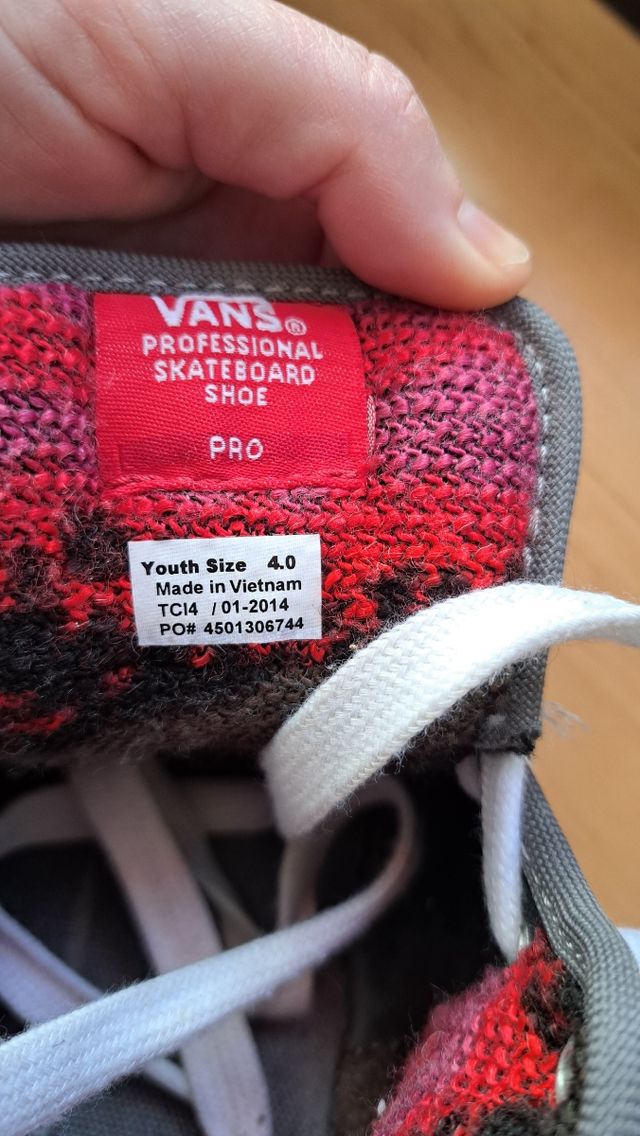 VANS®
PROFESSIONAL
SKATEBOARD
SHOE
PRO
Youth Size 4.0
Made in Vietnam
TCI4 / 01-2014
PO# 4501306744